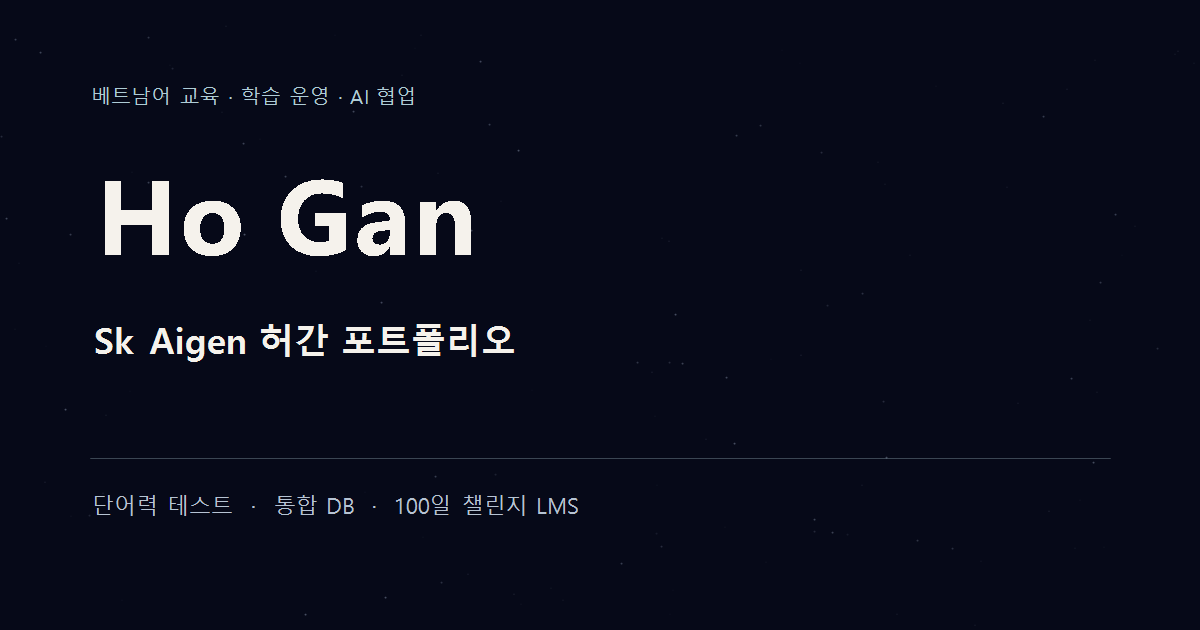 베트남어 교육 · 학습 운영 · AI 협업
Ho Gan
Sk Aigen 허간 포트폴리오
단어력 테스트 · 통합 DB · 100일 챌린지 LMS